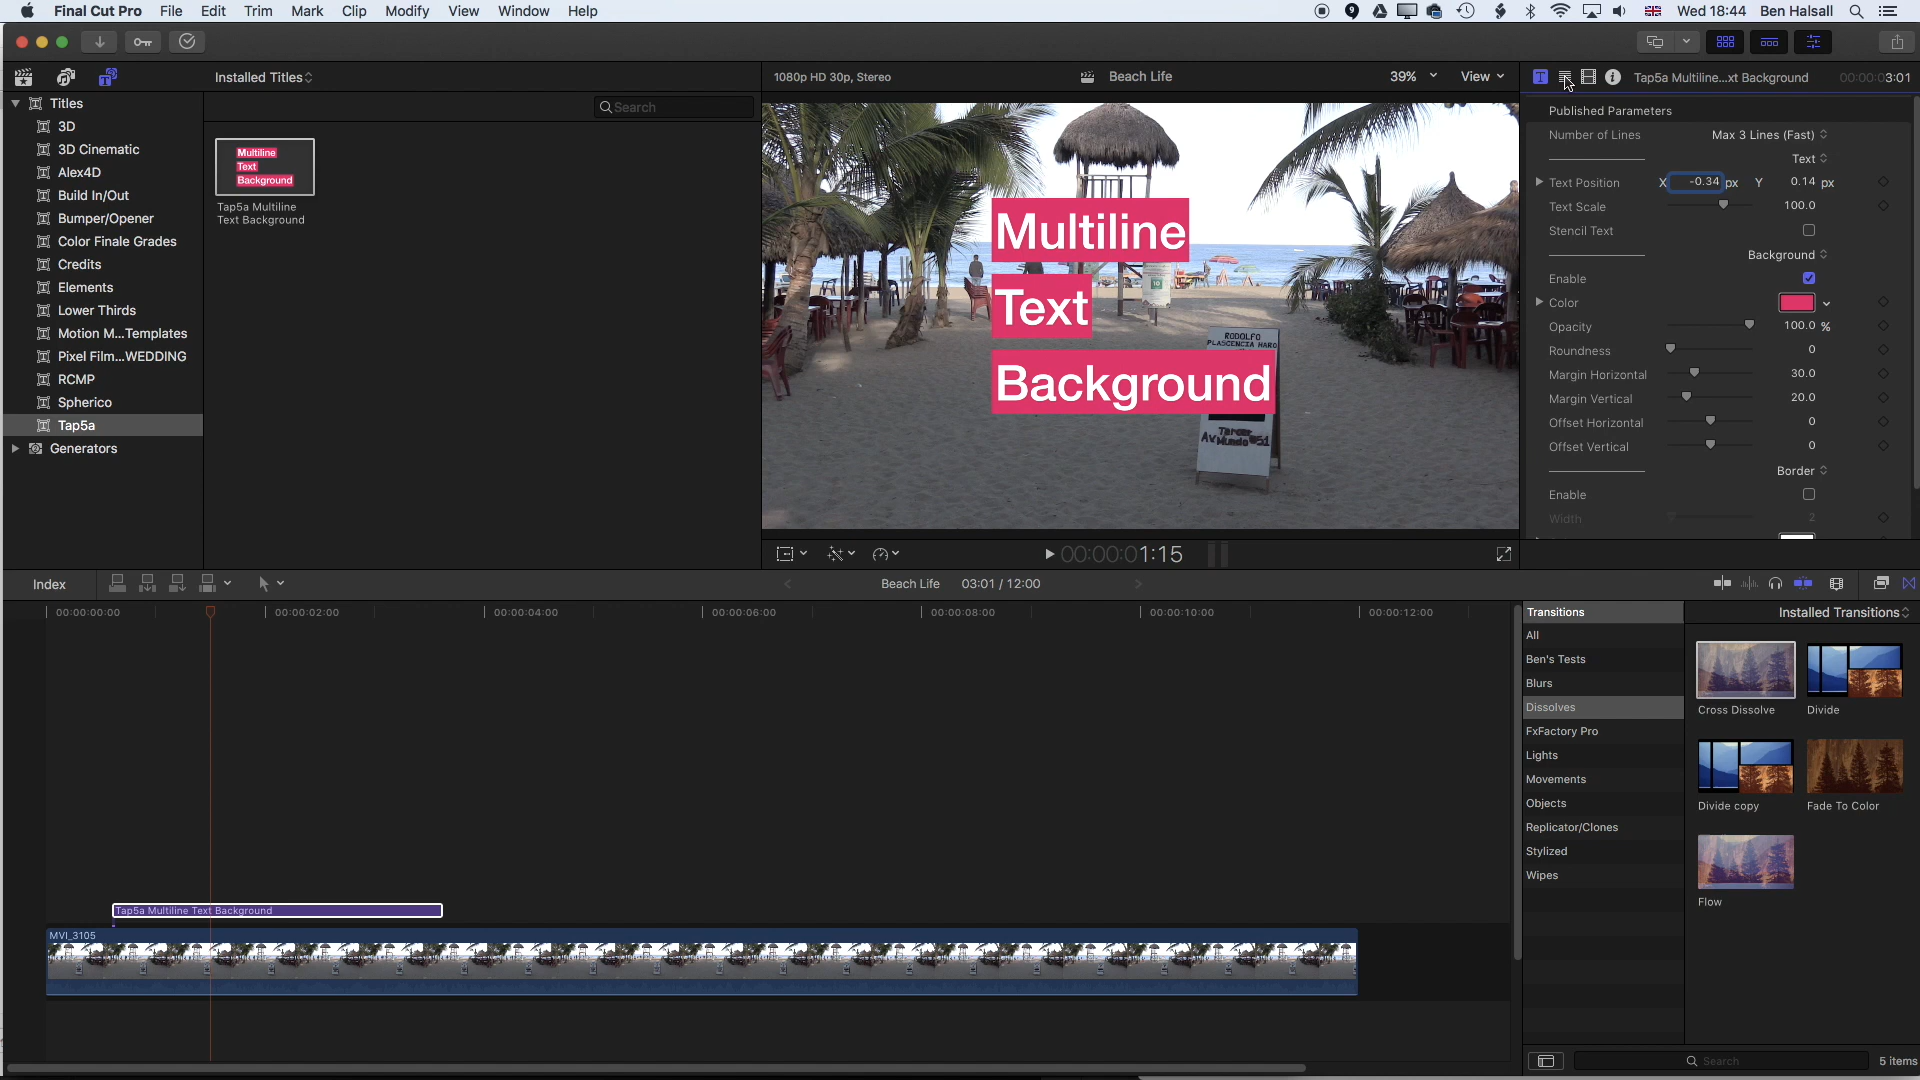 Final Cut Pro File Edit Trim Mark Clip Modify View Window Help
9
Wed 18:44 Ben Halsall
Installed Titles
1080p HD 30p, Stereo
Beach Life
39%
View
T
Tap5a Multiline...xt Background
00:00:03:01
Titles
3D
3D Cinematic
Alex4D
Build In/Out
Bumper/Opener
Color Finale Grades
Credits
Elements
Lower Thirds
Motion M...Templates
Pixel Film...WEDDING
RCMP
Spherico
Tap5a
Generators
Search
Multiline
Text
Background
Tap5a Multiline
Text Background
Multiline
Text
Background
10
RODOLFO
PLASCENCIA HARO
Published Parameters
Number of Lines Max 3 Lines (Fast)
Text
Text Position X -0.34 px Y 0.14 px
Text Scale 100.0
Stencil Text
Background
Enable
Color
Opacity 100.0 %
Roundness 0
Margin Horizontal 30.0
Margin Vertical 20.0
Offset Horizontal 0
Offset Vertical 0
Border
Enable
Width 2
00:00:01:15
Index
Beach Life 03:01 / 12:00
00:00:00:00
00:00:02:00
00:00:04:00
00:00:06:00
00:00:08:00
00:00:10:00
00:00:12:00
Tap5a Multiline Text Background
MVI_3105
Transitions
Installed Transitions
All
Ben's Tests
Blurs
Dissolves
FxFactory Pro
Lights
Movements
Objects
Replicator/Clones
Stylized
Wipes
Cross Dissolve
Divide
Divide copy
Fade To Color
Flow
Search
5 items